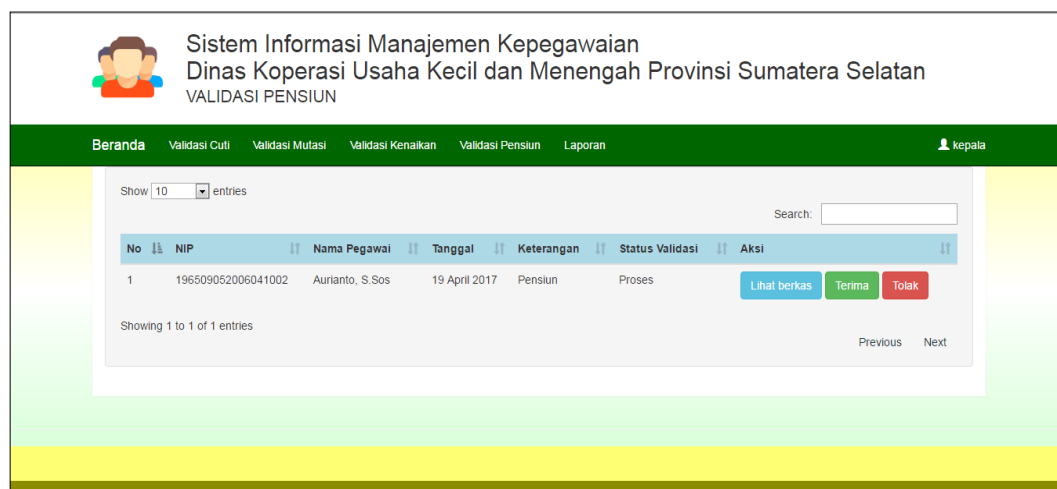 Sistem Informasi Manajemen Kepegawaian
Dinas Koperasi Usaha Kecil dan Menengah Provinsi Sumatera Selatan
VALIDASI PENSIUN
Beranda Validasi Cuti Validasi Mutasi Validasi Kenaikan Validasi Pensiun Laporan kepala
Show 10 entries
Search:
No NIP Nama Pegawai Tanggal Keterangan Status Validasi Aksi
1 196509052006041002 Aurianto, S.Sos 19 April 2017 Pensiun Proses Lihat berkas Terima Tolak
Showing 1 to 1 of 1 entries
Previous Next